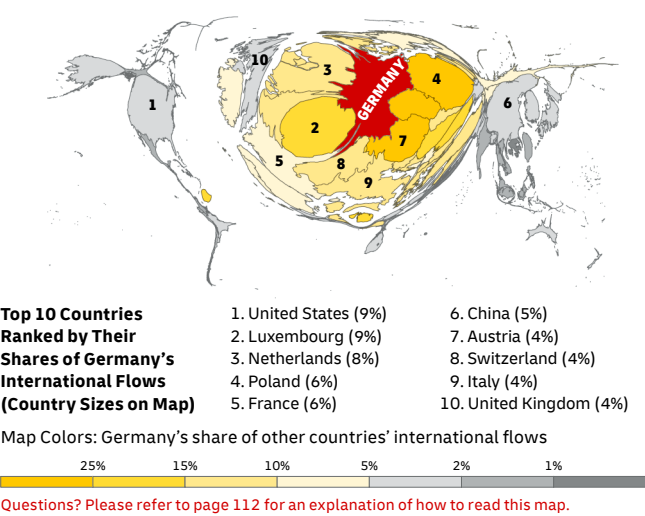 10
3
GERMANY
4
1
6
2
7
5
8
9
Top 10 Countries
Ranked by Their
Shares of Germany's
International Flows
(Country Sizes on Map)
1. United States (9%)
2. Luxembourg (9%)
3. Netherlands (8%)
4. Poland (6%)
5. France (6%)
6. China (5%)
7. Austria (4%)
8. Switzerland (4%)
9. Italy (4%)
10. United Kingdom (4%)
Map Colors: Germany's share of other countries' international flows
25% 15% 10% 5% 2% 1%
Questions? Please refer to page 112 for an explanation of how to read this map.